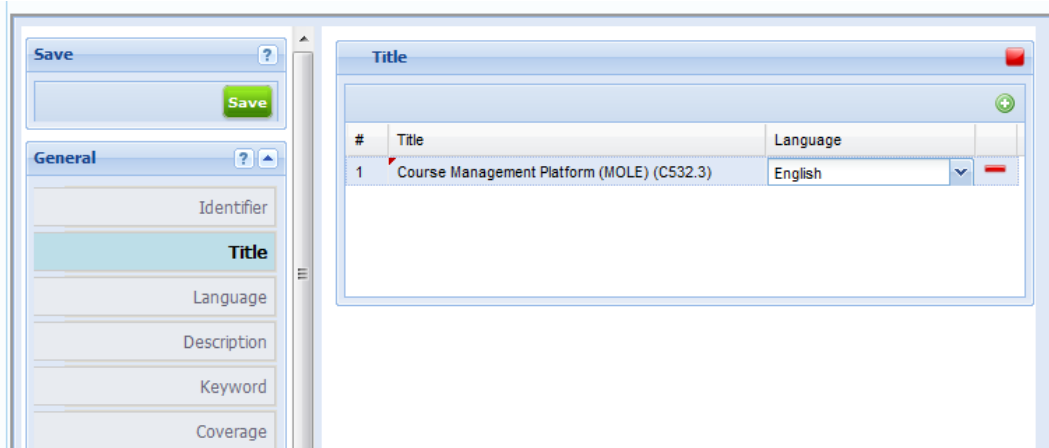 Save ?
Save
General ?
Identifier
Title
Language
Description
Keyword
Coverage
Title
# Title Language
1 Course Management Platform (MOLE) (C532.3) English